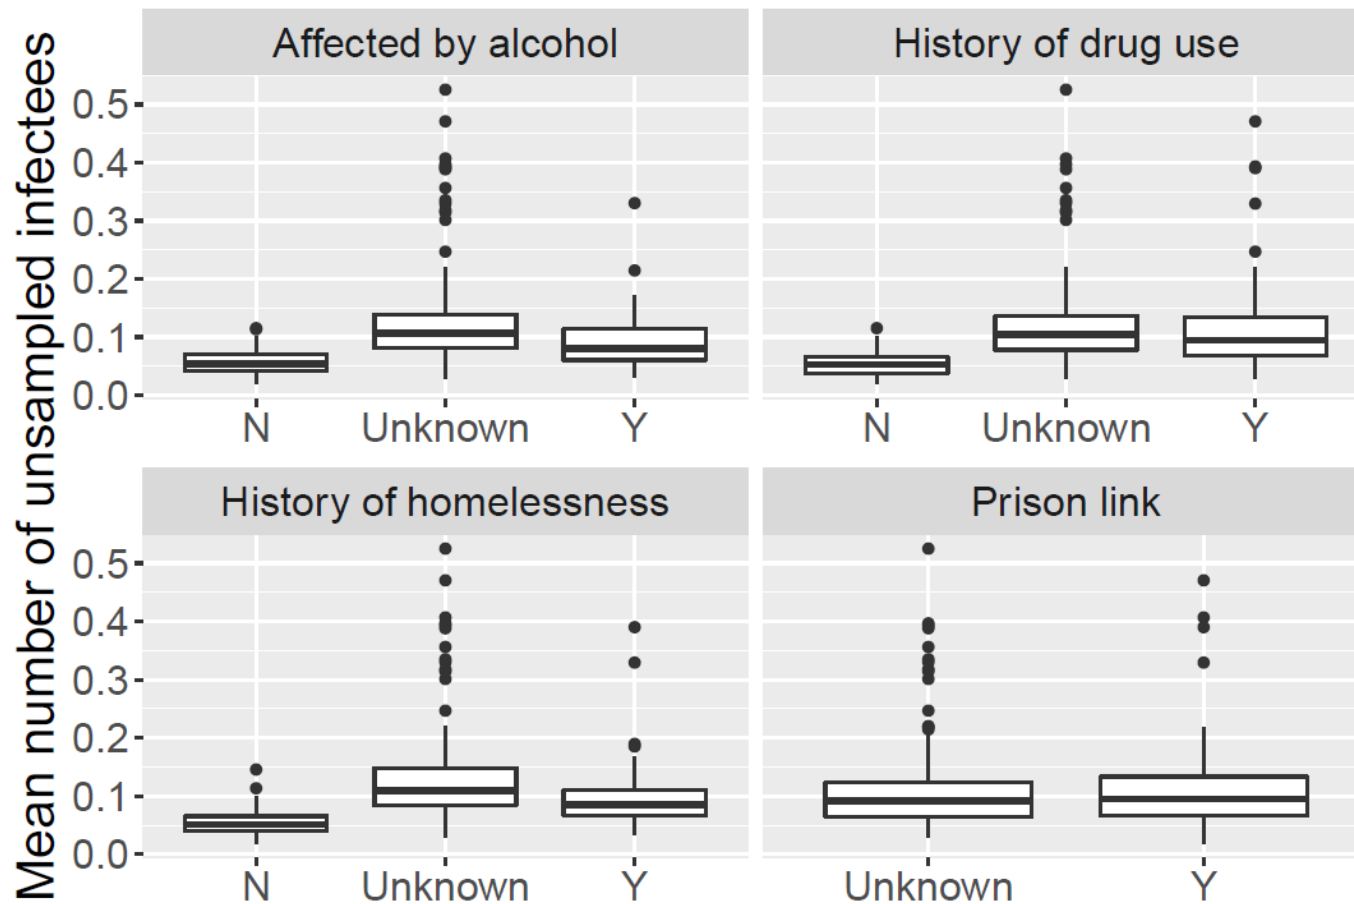 Mean number of unsampled infectees
Affected by alcohol
0.5
0.4
0.3
0.2
0.1
0.0
N Unknown Y
History of drug use
N Unknown Y
History of homelessness
0.5
0.4
0.3
0.2
0.1
0.0
N Unknown Y
Prison link
Unknown Y